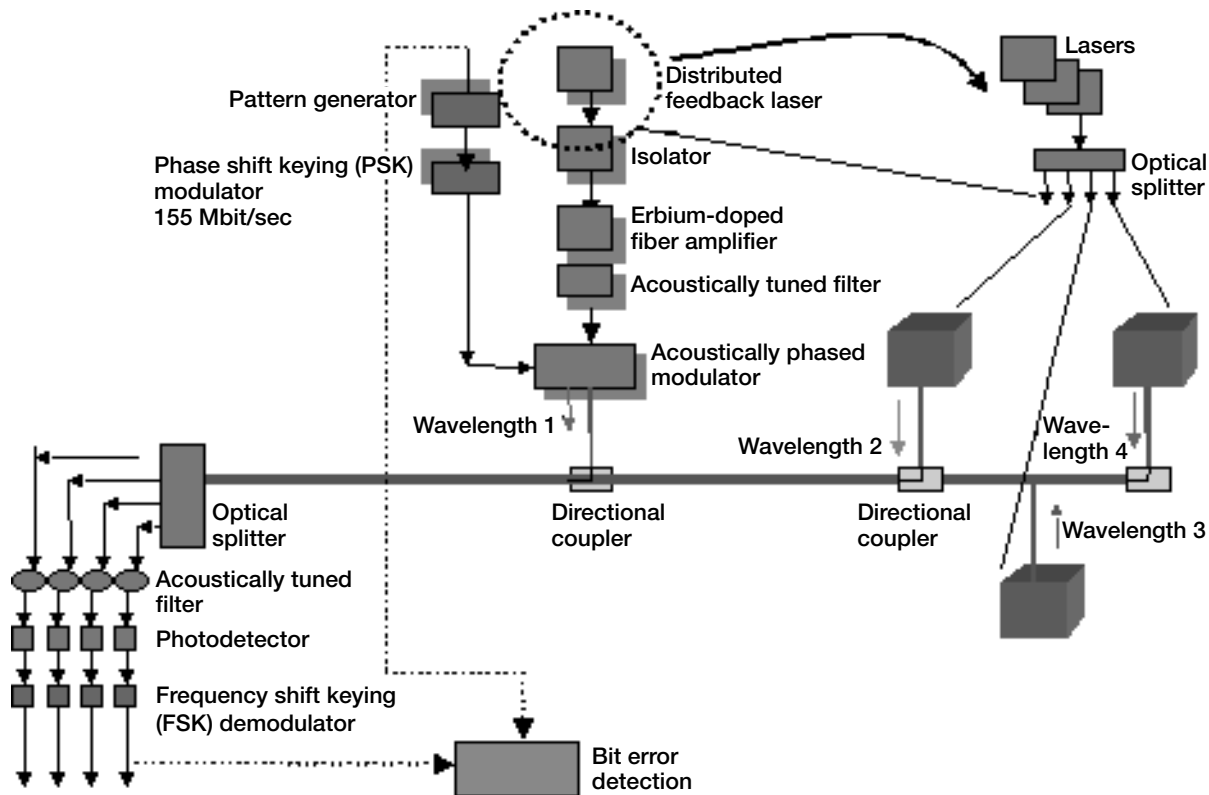 Lasers
Distributed
feedback laser
Pattern generator
Isolator
Optical
splitter
Phase shift keying (PSK)
modulator
155 Mbit/sec
Erbium-doped
fiber amplifier
Acoustically tuned filter
Acoustically phased
modulator
Wavelength 1
Wavelength 2
Wave-
length 4
Optical
splitter
Directional
coupler
Directional
coupler
Wavelength 3
Acoustically tuned
filter
Photodetector
Frequency shift keying
(FSK) demodulator
Bit error
detection